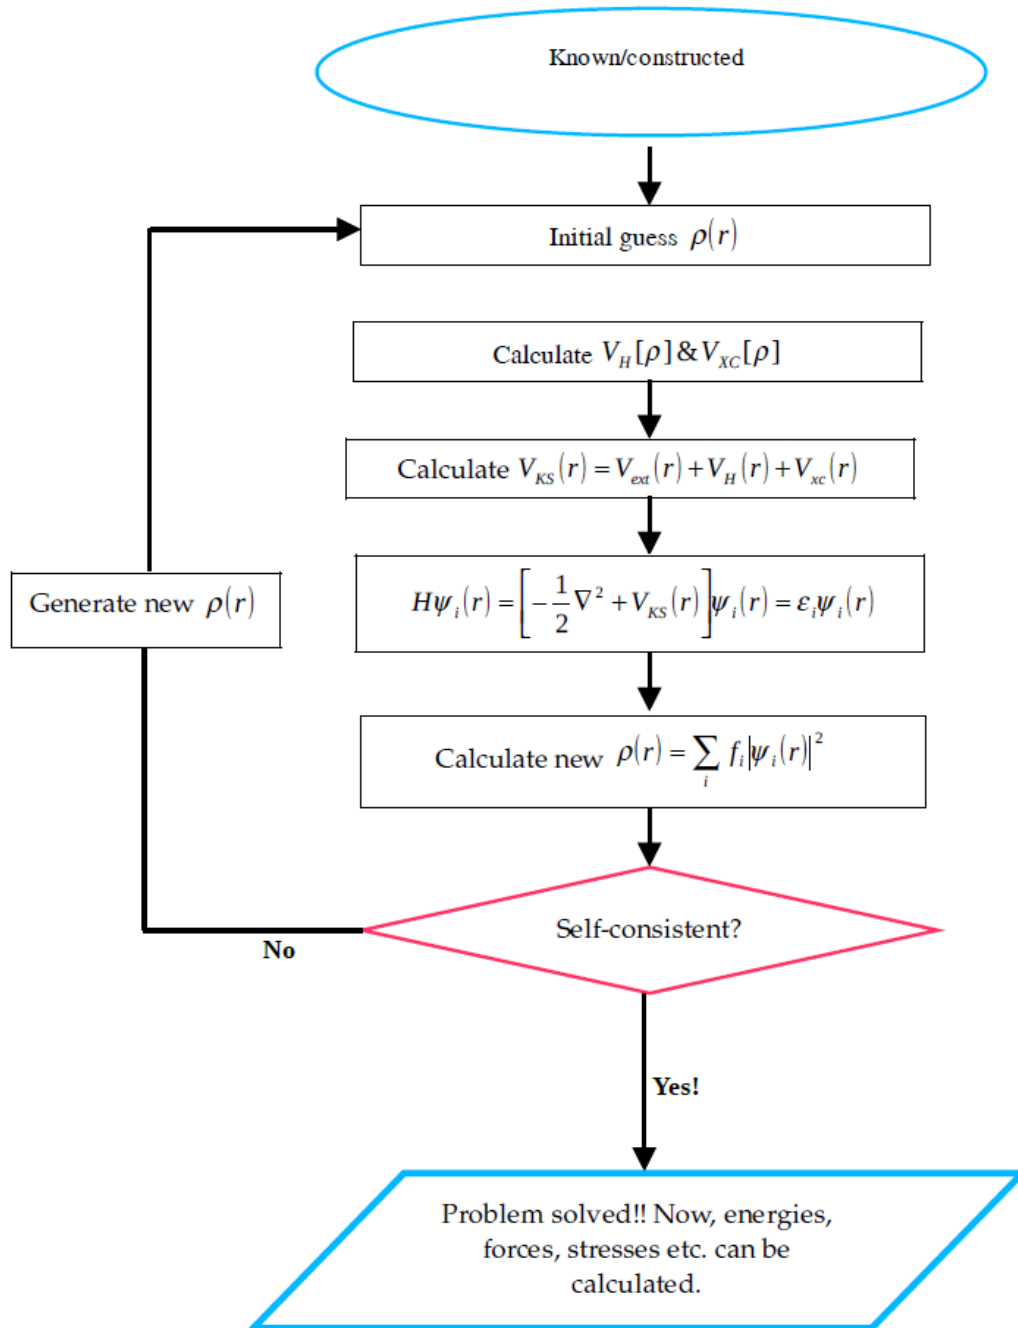 Known/constructed
Initial guess ρ(r)
Calculate V_H[ρ]&V_XC[ρ]
Calculate V_KS(r)=V_ext(r)+V_H(r)+V_xc(r)
Generate new ρ(r)
Hψ_i(r)=[-1/2∇²+V_KS(r)]ψ_i(r)=ε_iψ_i(r)
Calculate new ρ(r)=∑_i f_i|ψ_i(r)|²
Self-consistent?
No
Yes!
Problem solved!! Now, energies,
forces, stresses etc. can be
calculated.